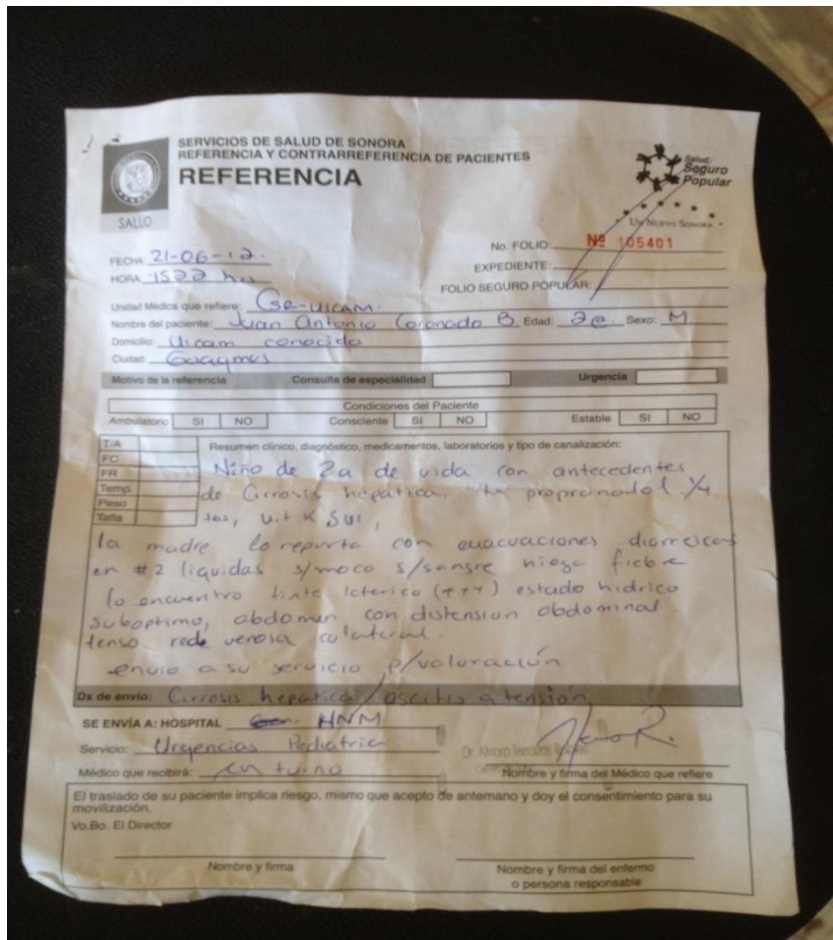 SERVICIOS DE SALUD DE SONORA
REFERENCIA Y CONTRARREFERENCIA DE PACIENTES
REFERENCIA
SALUD
Salud
Seguro
Popular
UN NUEVO SONORA
No. FOLIO: Nº 105401
FECHA 21-06-12.
EXPEDIENTE:
HORA 1522 hrs
FOLIO SEGURO POPULAR:
Unidad Médica que refiere: CSR-UICAM.
Nombre del paciente: Juan Antonio Coronado B Edad: 2a. Sexo: M
Domicilio: Uicam conocido
Ciudad: Guaymas
Motivo de la referencia Consulta de especialidad Urgencia
Condiciones del Paciente
Ambulatorio SI NO Consciente SI NO Estable SI NO
T/A
FC
FR
Temp.
Peso
Talla
Resumen clínico, diagnóstico, medicamentos, laboratorios y tipo de canalización:
Niño de 2a de vida con antecedentes
de Cirrosis hepatica. tx propranolol 1/4
tas, Vit K
la madre lo reporta con evacuaciones diarreicas
en #2 liquidas s/moco s/sangre niega fiebre
lo encuentro tinte icterico (+++) estado hidrico
suboptimo, abdomen con distension abdominal
tenso rede venosa colateral.
envio a su servicio p/valoración
Dx de envio: Cirrosis hepatica / ascitis a tensión
SE ENVÍA A: HOSPITAL HNM
Servicio: Urgencias Pediatria
Dr. Alvaro
Médico que recibirá: en turno
Nombre y firma del Médico que refiere
El traslado de su paciente implica riesgo, mismo que acepto de antemano y doy el consentimiento para su
movilización.
Vo.Bo. El Director
Nombre y firma
Nombre y firma del enfermo
o persona responsable